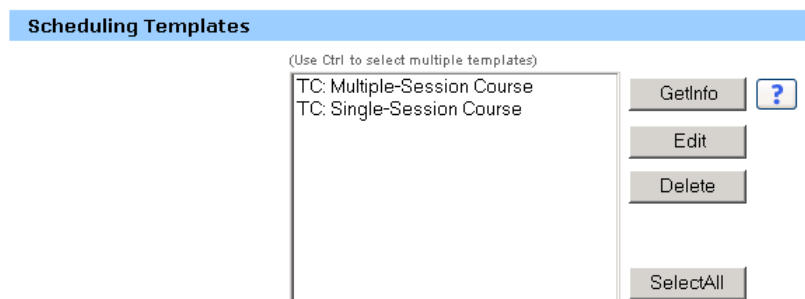 Scheduling Templates
(Use Ctrl to select multiple templates)
TC: Multiple-Session Course
TC: Single-Session Course
GetInfo
?
Edit
Delete
SelectAll